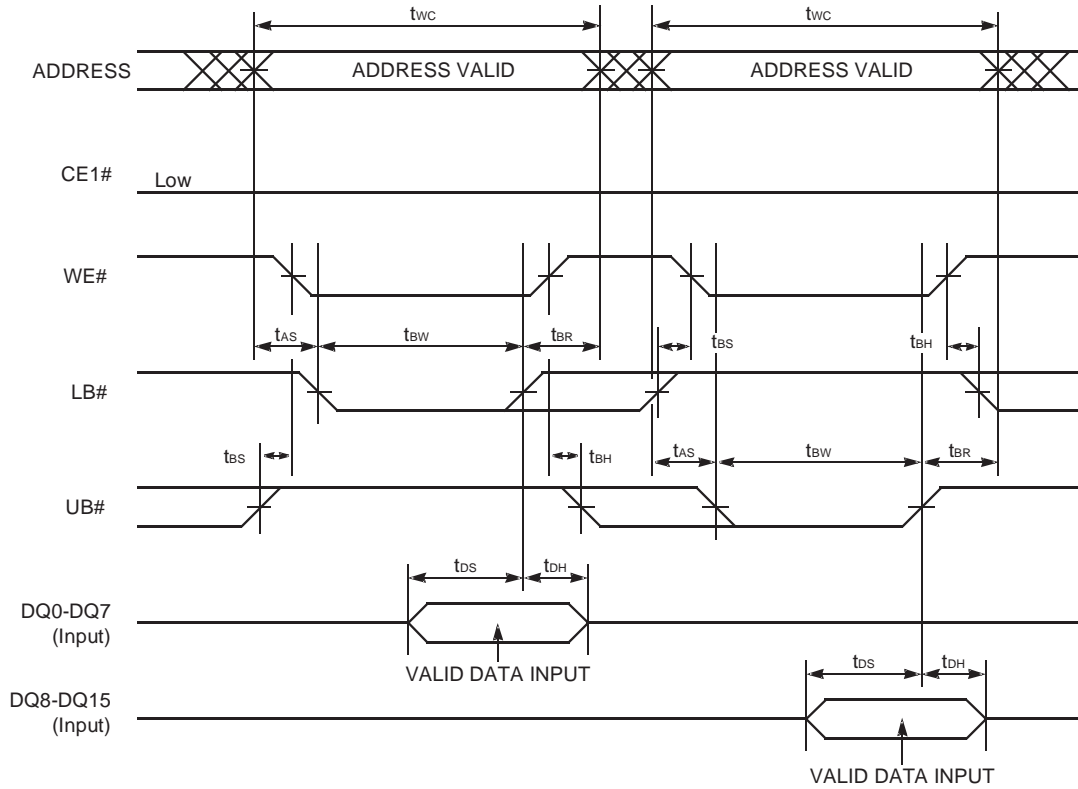 tWC tWC
ADDRESS ADDRESS VALID ADDRESS VALID
CE1# Low
WE#
tAS tBW tBR tBS tBH
LB#
tBS tBH tAS tBW tBR
UB#
tDS tDH
DQ0-DQ7
(Input)
VALID DATA INPUT
tDS tDH
DQ8-DQ15
(Input)
VALID DATA INPUT